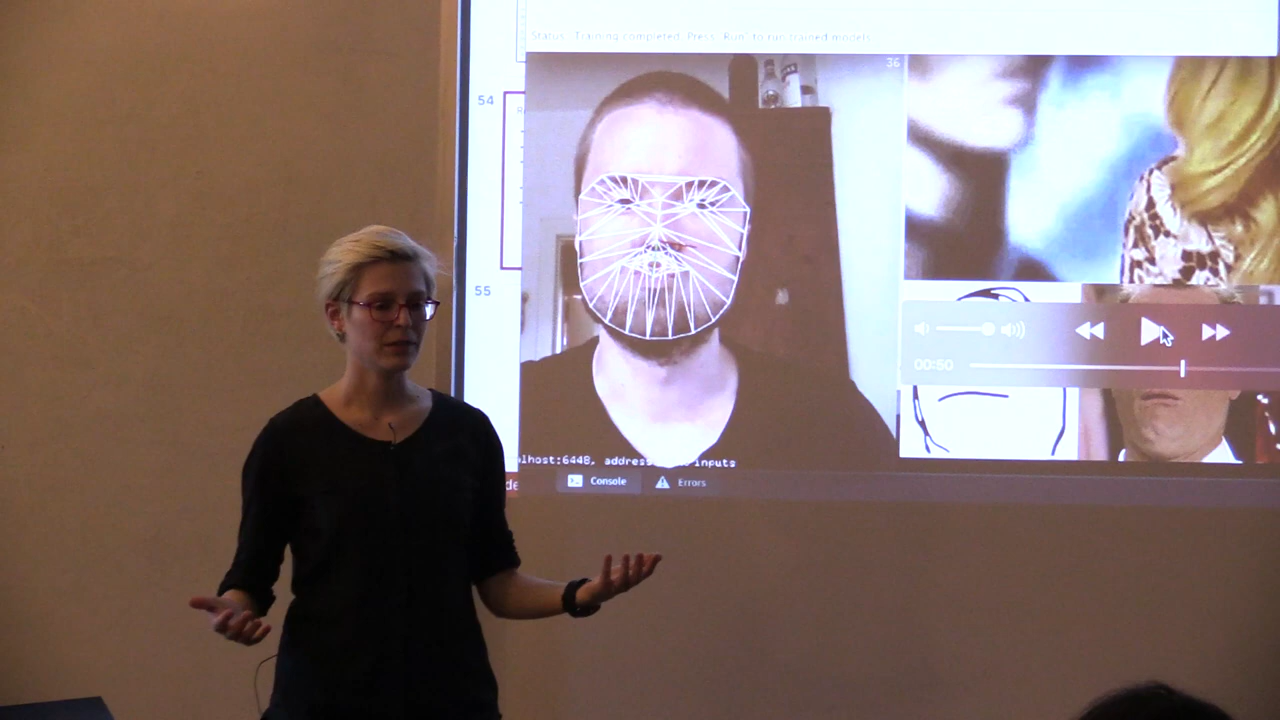 Status: Training completed. Press 'Run' to run trained models.
36
54
55
00:50
lhost:6448, address inputs
de
Console
Errors